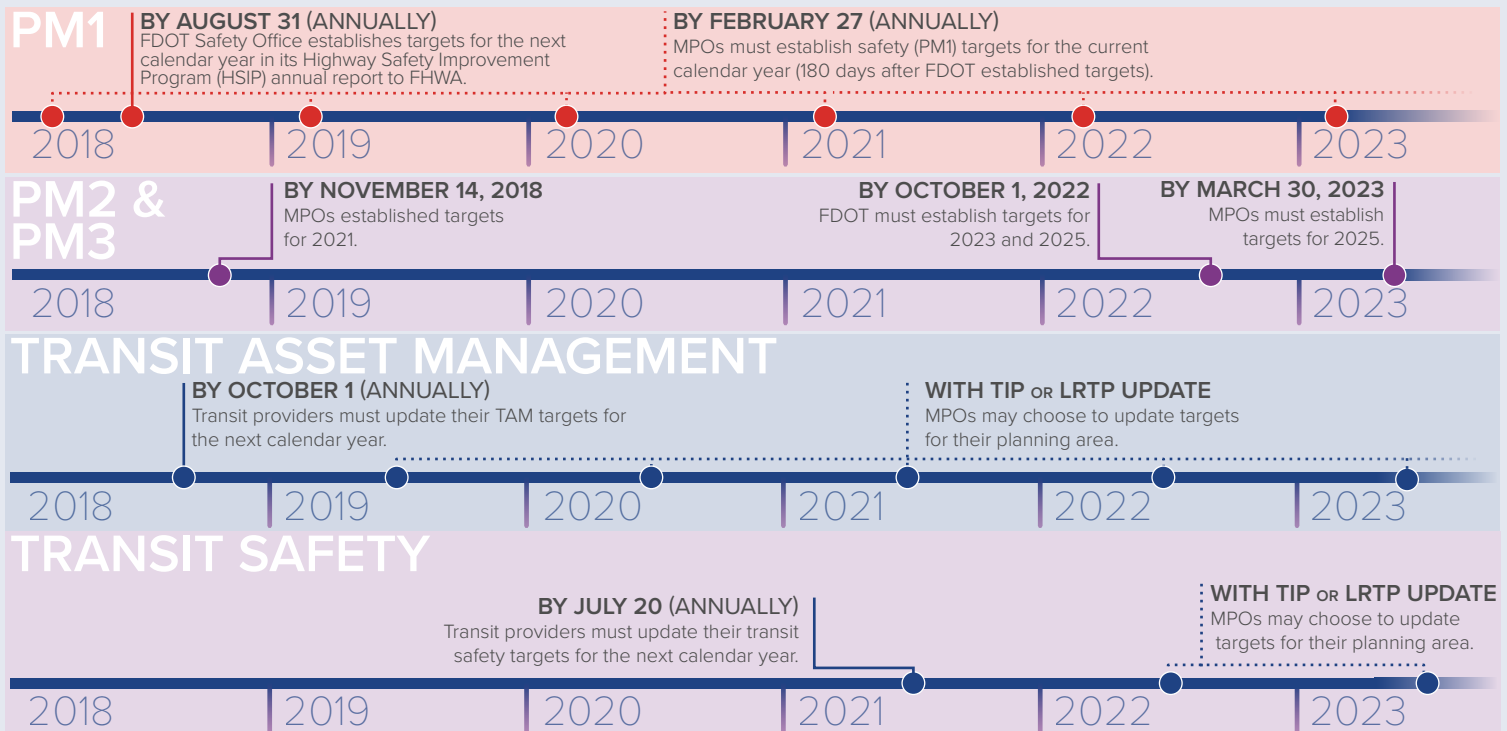 PM1
BY AUGUST 31 (ANNUALLY)
FDOT Safety Office establishes targets for the next
calendar year in its Highway Safety Improvement
Program (HSIP) annual report to FHWA.
BY FEBRUARY 27 (ANNUALLY)
MPOs must establish safety (PM1) targets for the current
calendar year (180 days after FDOT established targets).
2018 2019 2020 2021 2022 2023
PM2 &
PM3
BY NOVEMBER 14, 2018
MPOs established targets
for 2021.
BY OCTOBER 1, 2022
FDOT must establish targets for
2023 and 2025.
BY MARCH 30, 2023
MPOs must establish
targets for 2025.
2018 2019 2020 2021 2022 2023
TRANSIT ASSET MANAGEMENT
BY OCTOBER 1 (ANNUALLY)
Transit providers must update their TAM targets for
the next calendar year.
WITH TIP OR LRTP UPDATE
MPOs may choose to update targets
for their planning area.
2018 2019 2020 2021 2022 2023
TRANSIT SAFETY
BY JULY 20 (ANNUALLY)
Transit providers must update their transit
safety targets for the next calendar year.
WITH TIP OR LRTP UPDATE
MPOs may choose to update
targets for their planning area.
2018 2019 2020 2021 2022 2023